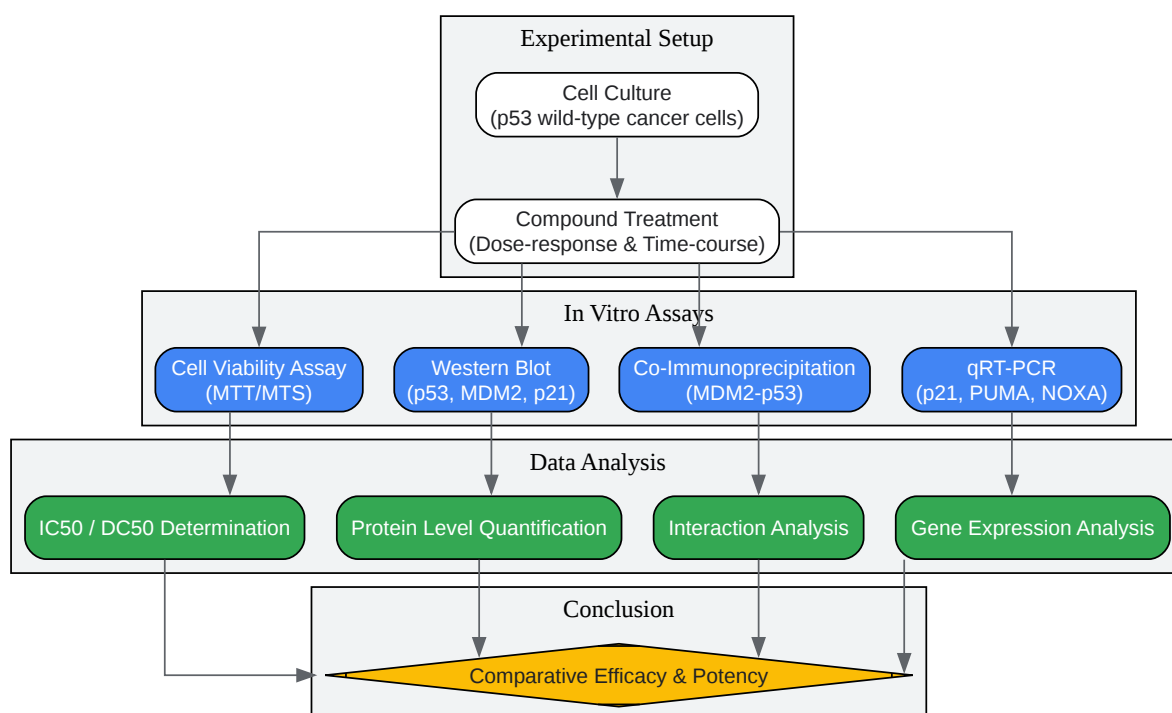 Experimental Setup
Cell Culture
(p53 wild-type cancer cells)
Compound Treatment
(Dose-response & Time-course)
In Vitro Assays
Cell Viability Assay
(MTT/MTS)
Western Blot
(p53, MDM2, p21)
Co-Immunoprecipitation
(MDM2-p53)
qRT-PCR
(p21, PUMA, NOXA)
Data Analysis
IC50 / DC50 Determination
Protein Level Quantification
Interaction Analysis
Gene Expression Analysis
Conclusion
Comparative Efficacy & Potency